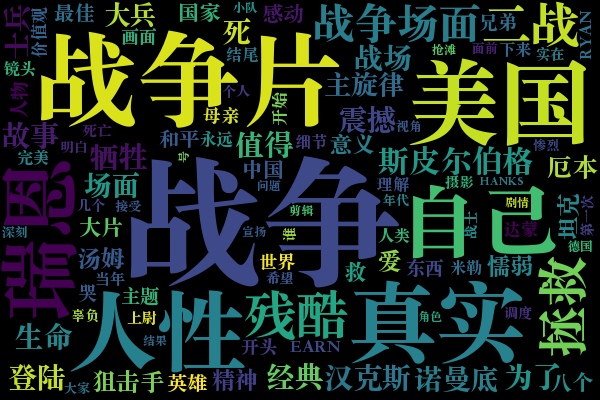 士兵
价值观
最佳
大兵
国家
小队
感动
战争场面
兄弟
二战
RYAN
画面
死
结尾
战场
抢滩
面前
下来
实在
镜头
人物
战争片
母亲
个人
开始
主旋律
美国
故事
死亡
明白
牺牲
和平
永远
值得
细节
震撼
视角
意义
斯皮尔伯格
惨烈
厄本
完美
号
中国
问题
理解
摄影
HANKS
瑞恩
场面
几个
接受
战争
剪辑
年代
自己
战士
剧情
达蒙
坦克
第一次
深刻
大片
宣扬
谁
人类
德国
汤姆
当年
世界
希望
救
爱
东西
米勒
懦弱
拯救
哭
主题
辜负
上尉
人性
残酷
真实
角色
调度
生命
结果
开头
EARN
登陆
大家
狙击手
英雄
精神
经典
汉克斯
诺曼底
为了
八个